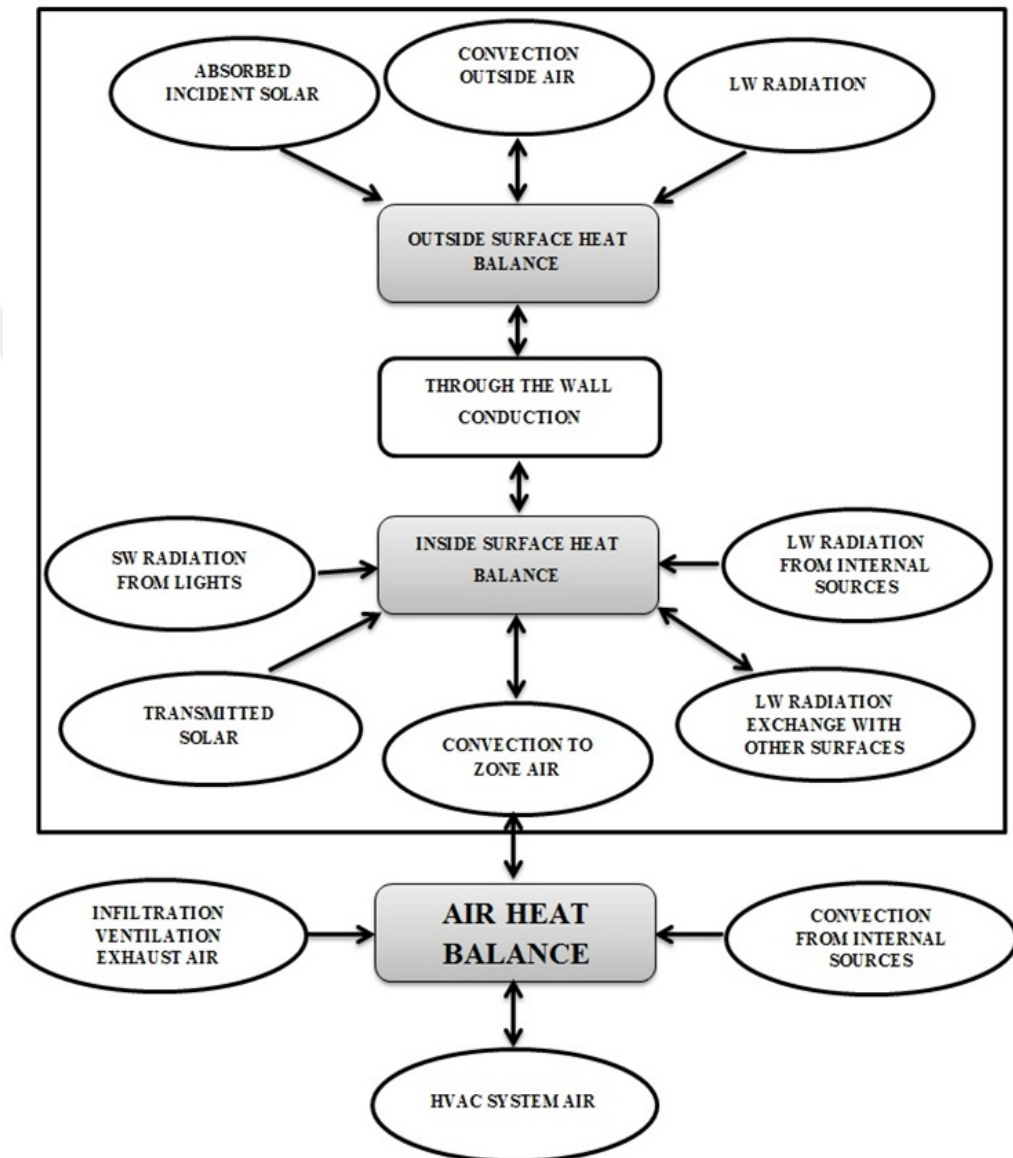 ABSORBED
INCIDENT SOLAR
CONVECTION
OUTSIDE AIR
LW RADIATION
OUTSIDE SURFACE HEAT
BALANCE
THROUGH THE WALL
CONDUCTION
SW RADIATION
FROM LIGHTS
INSIDE SURFACE HEAT
BALANCE
LW RADIATION
FROM INTERNAL
SOURCES
TRANSMITTED
SOLAR
CONVECTION TO
ZONE AIR
LW RADIATION
EXCHANGE WITH
OTHER SURFACES
INFILTRATION
VENTILATION
EXHAUST AIR
AIR HEAT
BALANCE
CONVECTION
FROM INTERNAL
SOURCES
HVAC SYSTEM AIR